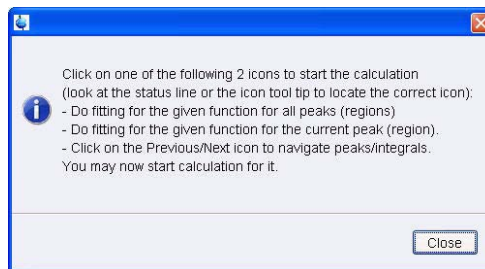 Click on one of the following 2 icons to start the calculation
(look at the status line or the icon tool tip to locate the correct icon):
- Do fitting for the given function for all peaks (regions)
- Do fitting for the given function for the current peak (region).
- Click on the Previous/Next icon to navigate peaks/integrals.
You may now start calculation for it.
Close